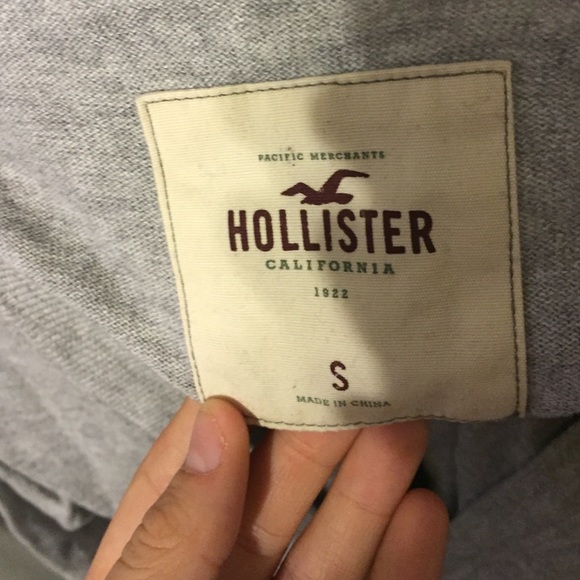 PACIFIC MERCHANTS
HOLLISTER
CALIFORNIA
1922
S
MADE IN CHINA